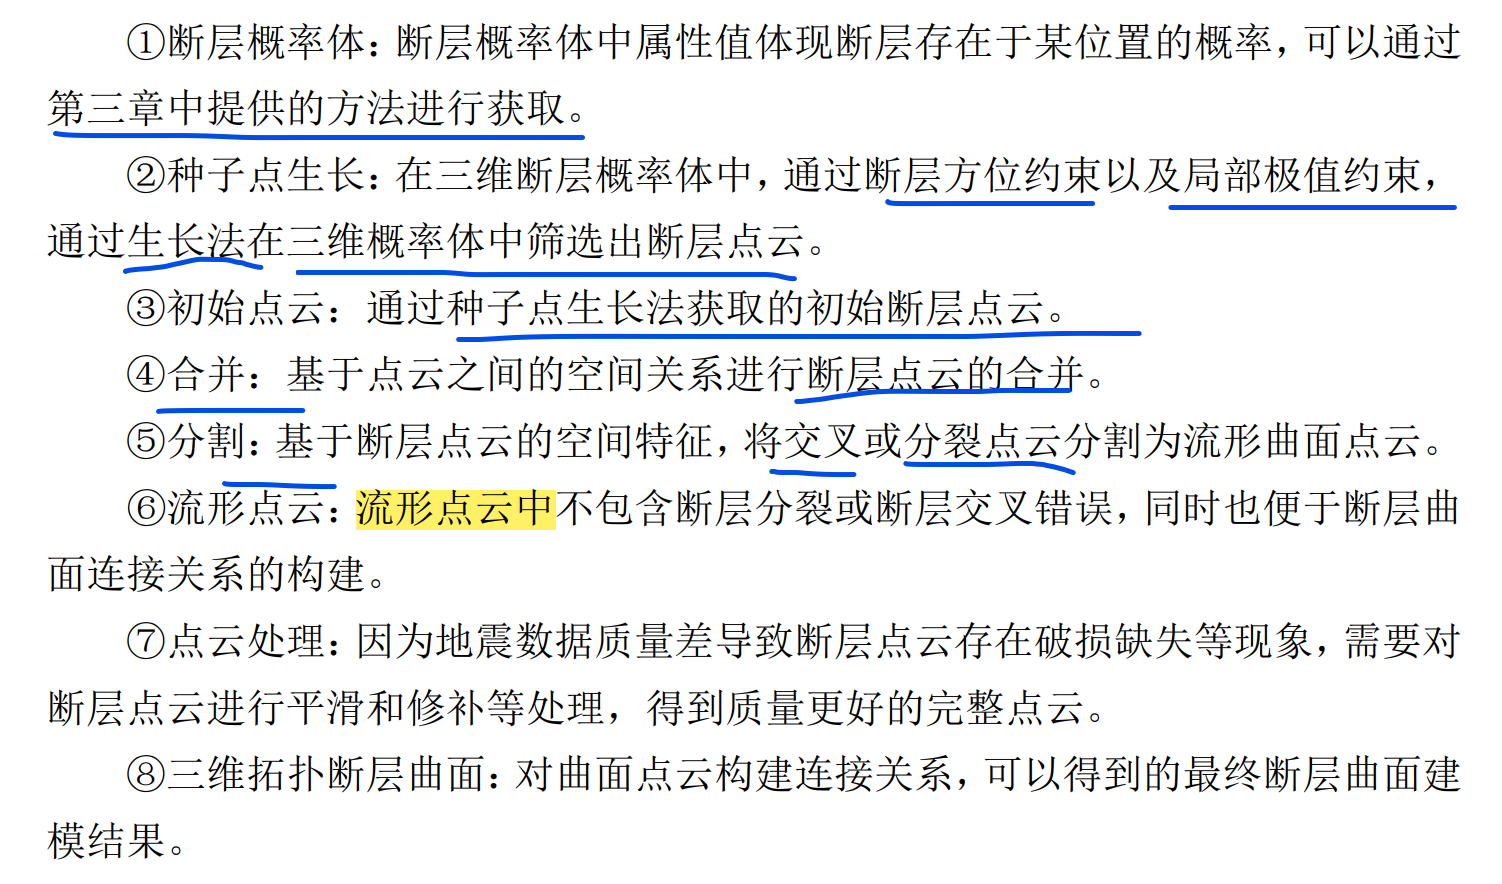 ①断层概率体：断层概率体中属性值体现断层存在于某位置的概率，可以通过
第三章中提供的方法进行获取。
②种子点生长：在三维断层概率体中，通过断层方位约束以及局部极值约束，
通过生长法在三维概率体中筛选出断层点云。
③初始点云：通过种子点生长法获取的初始断层点云。
④合并：基于点云之间的空间关系进行断层点云的合并。
⑤分割：基于断层点云的空间特征，将交叉或分裂点云分割为流形曲面点云。
⑥流形点云：流形点云中不包含断层分裂或断层交叉错误，同时也便于断层曲
面连接关系的构建。
⑦点云处理：因为地震数据质量差导致断层点云存在破损缺失等现象，需要对
断层点云进行平滑和修补等处理，得到质量更好的完整点云。
⑧三维拓扑断层曲面：对曲面点云构建连接关系，可以得到的最终断层曲面建
模结果。